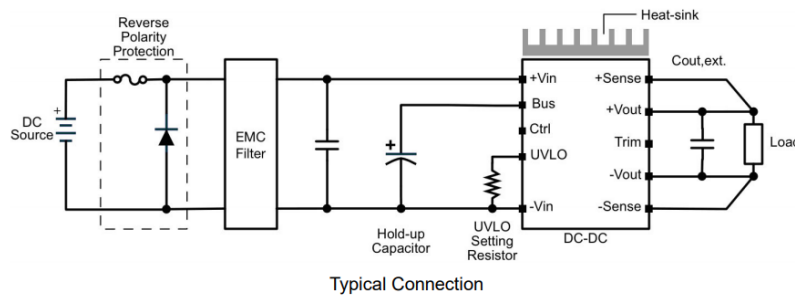 Reverse
Polarity
Protection
Heat-sink
Cout,ext.
+
DC
Source
EMC
Filter
+
Hold-up
Capacitor
UVLO
Setting
Resistor
+Vin
Bus
Ctrl
UVLO
-Vin
+Sense
+Vout
Trim
-Vout
-Sense
DC-DC
Load
Typical Connection